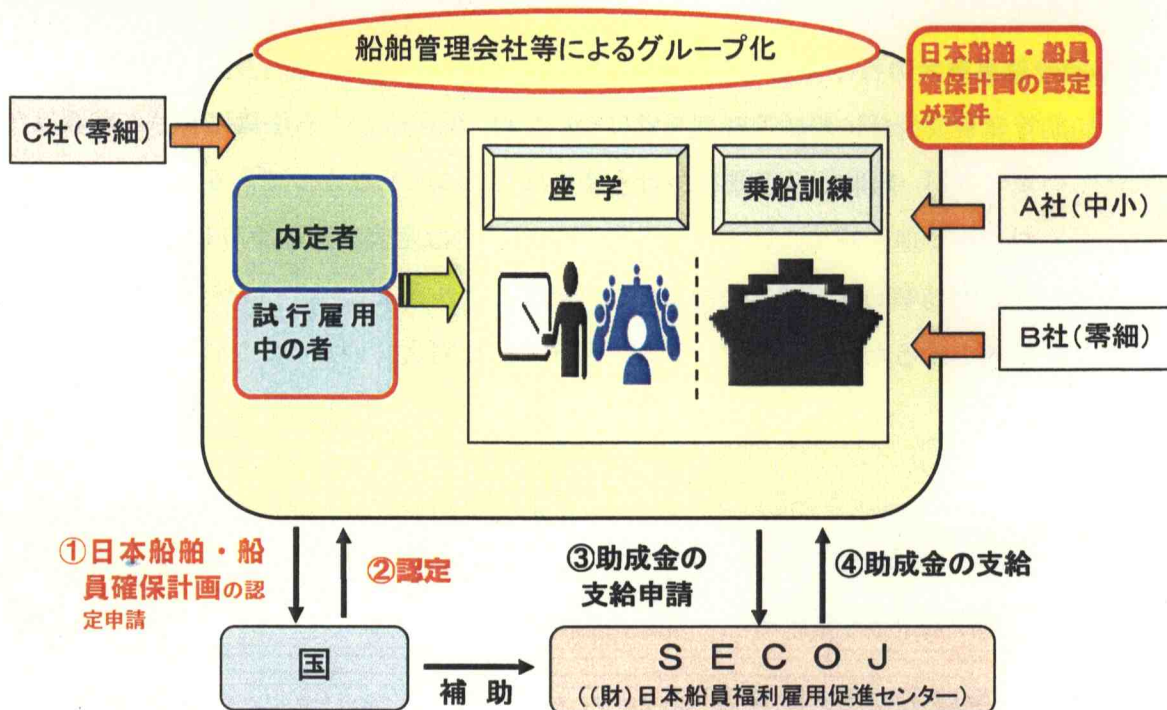 船舶管理会社等によるグループ化
日本船舶・船員
確保計画の認定
が要件
C社(零細)
座学
乗船訓練
A社(中小)
内定者
試行雇用
中の者
B社(零細)
①日本船舶・船
員確保計画の認
定申請
②認定
③助成金の
支給申請
④助成金の支給
国
補助
SECOJ
((財)日本船員福利雇用促進センター)